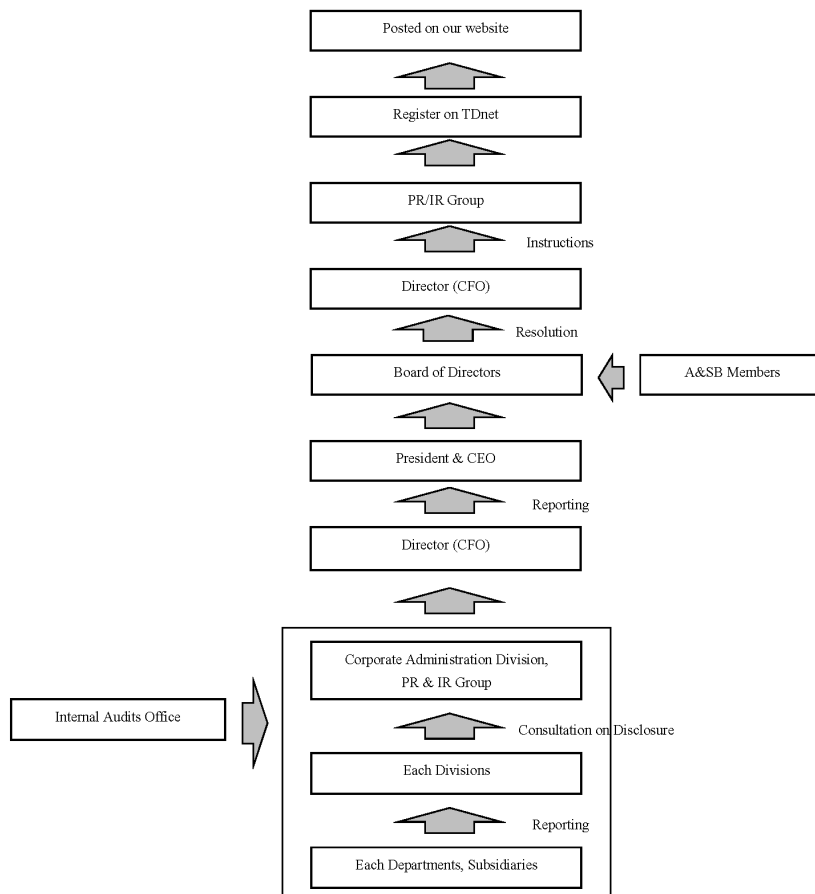 Posted on our website
Register on TDnet
PR/IR Group
Instructions
Director (CFO)
Resolution
Board of Directors
A&SB Members
President & CEO
Reporting
Director (CFO)
Corporate Administration Division,
PR & IR Group
Internal Audits Office
Consultation on Disclosure
Each Divisions
Reporting
Each Departments, Subsidiaries